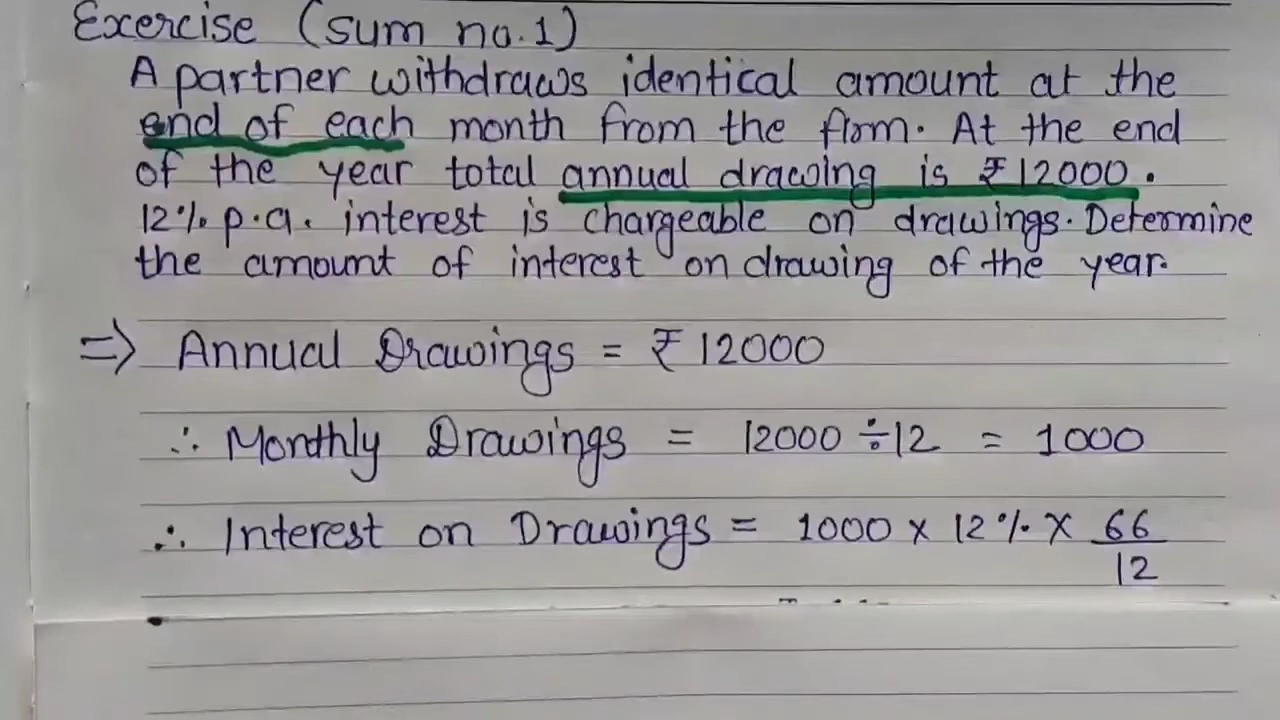 Exercise (sum no.1)
A partner withdraws identical amount at the
end of each month from the firm. At the end
of the year total annual drawing is ₹12000.
12% p.a. interest is chargeable on drawings. Determine
the amount of interest on drawing of the year.
⇒ Annual Drawings = ₹ 12000
∴ Monthly Drawings = 12000 ÷ 12 = 1000
∴ Interest on Drawings = 1000 × 12% × 66/12